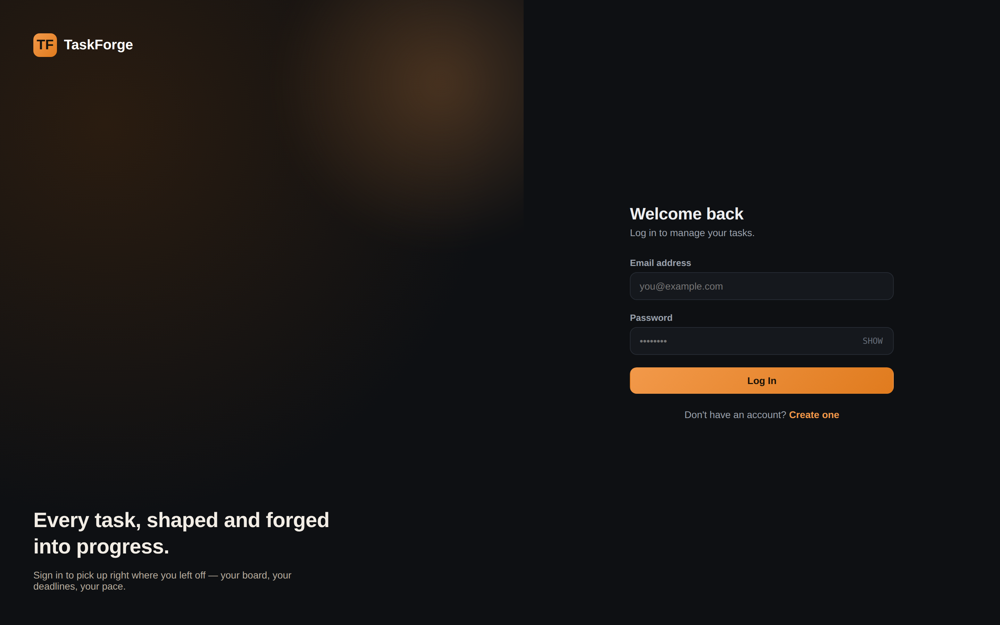 TF TaskForge
Every task, shaped and forged
into progress.
Sign in to pick up right where you left off — your board, your
deadlines, your pace.
Welcome back
Log in to manage your tasks.
Email address
you@example.com
Password
•••••••• SHOW
Log In
Don't have an account? Create one